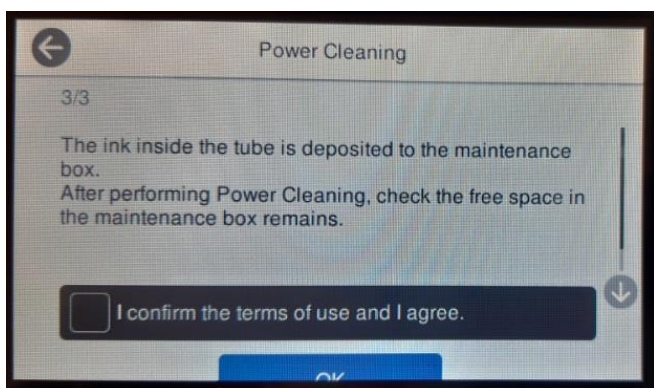 Power Cleaning
3/3
The ink inside the tube is deposited to the maintenance
box.
After performing Power Cleaning, check the free space in
the maintenance box remains.
I confirm the terms of use and I agree.
OK